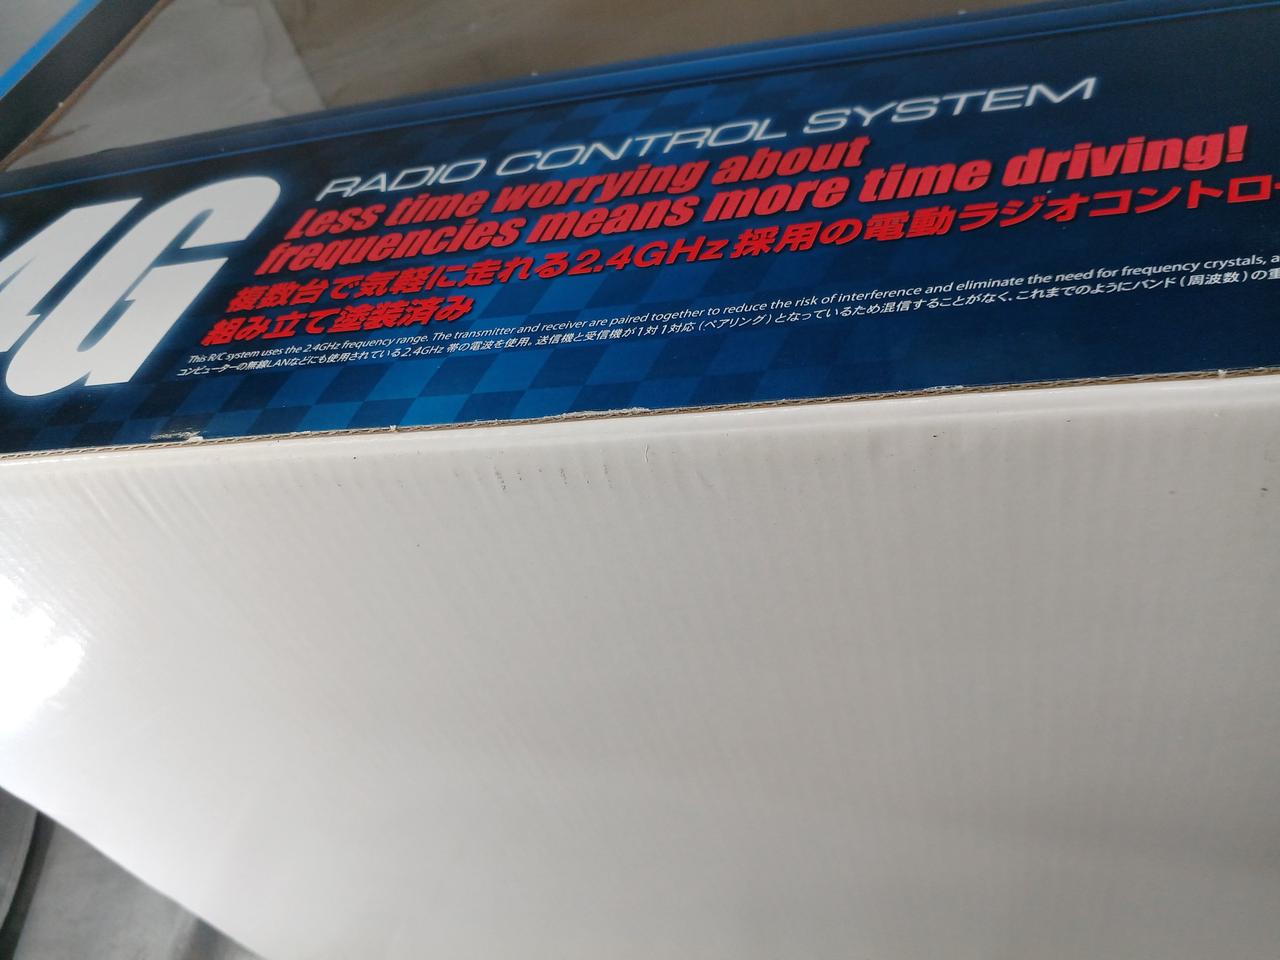 4G
RADIO CONTROL SYSTEM
Less time worrying about
frequencies means more time driving!
複数台で気軽に走れる2.4GHz採用の電動ラジオコントロー
組み立て塗装済み
This R/C system uses the 2.4GHz frequency range. The transmitter and receiver are paired together to reduce the risk of interference and eliminate the need for frequency crystals, a
コンピューターの無線LANなどにも使用されている2.4GHz 帯の電波を使用。送信機と受信機が1対1対応(ペアリング)となっているため混信することがなく、これまでのようにバンド(周波数)の重